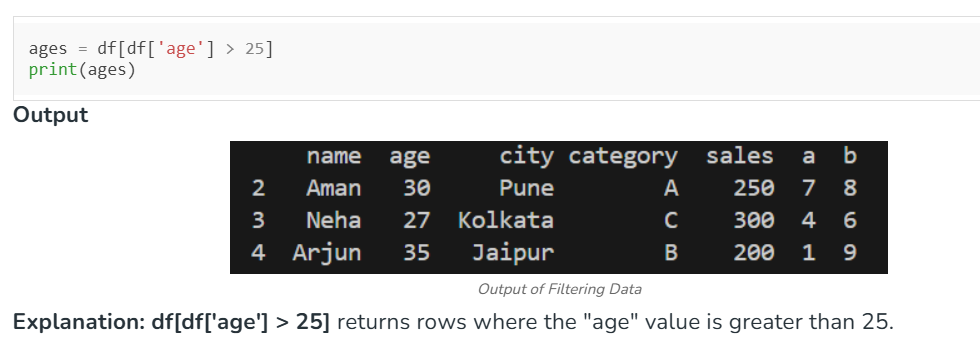 ages = df[df['age'] > 25]
print(ages)
Output
name age city category sales a b
2 Aman 30 Pune A 250 7 8
3 Neha 27 Kolkata C 300 4 6
4 Arjun 35 Jaipur B 200 1 9
Output of Filtering Data
Explanation: df[df['age'] > 25] returns rows where the "age" value is greater than 25.